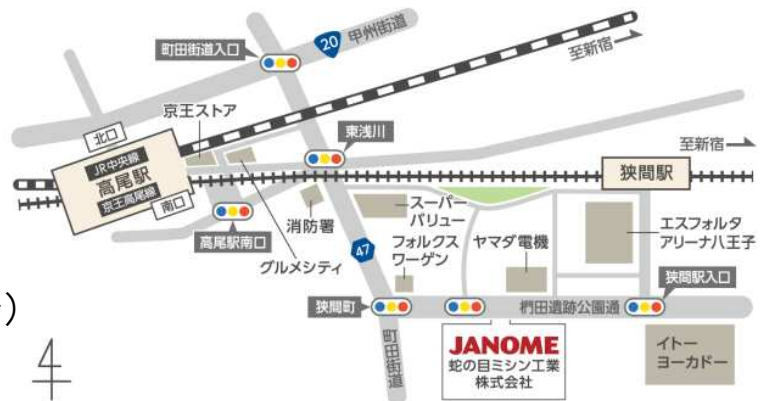 20
甲州街道
町田街道入口
至新宿
京王ストア
北口
東浅川
至新宿
JR中央線
高尾駅
京王高尾線
南口
狭間駅
消防署
スーパー
バリュー
高尾駅南口
グルメシティ
47
フォルクス
ワーゲン
ヤマダ電機
エスフォルタ
アリーナ八王子
狭間駅入口
狭間町
椚田遺跡公園通
町田街道
JANOME
蛇の目ミシン工業
株式会社
イトー
ヨーカドー